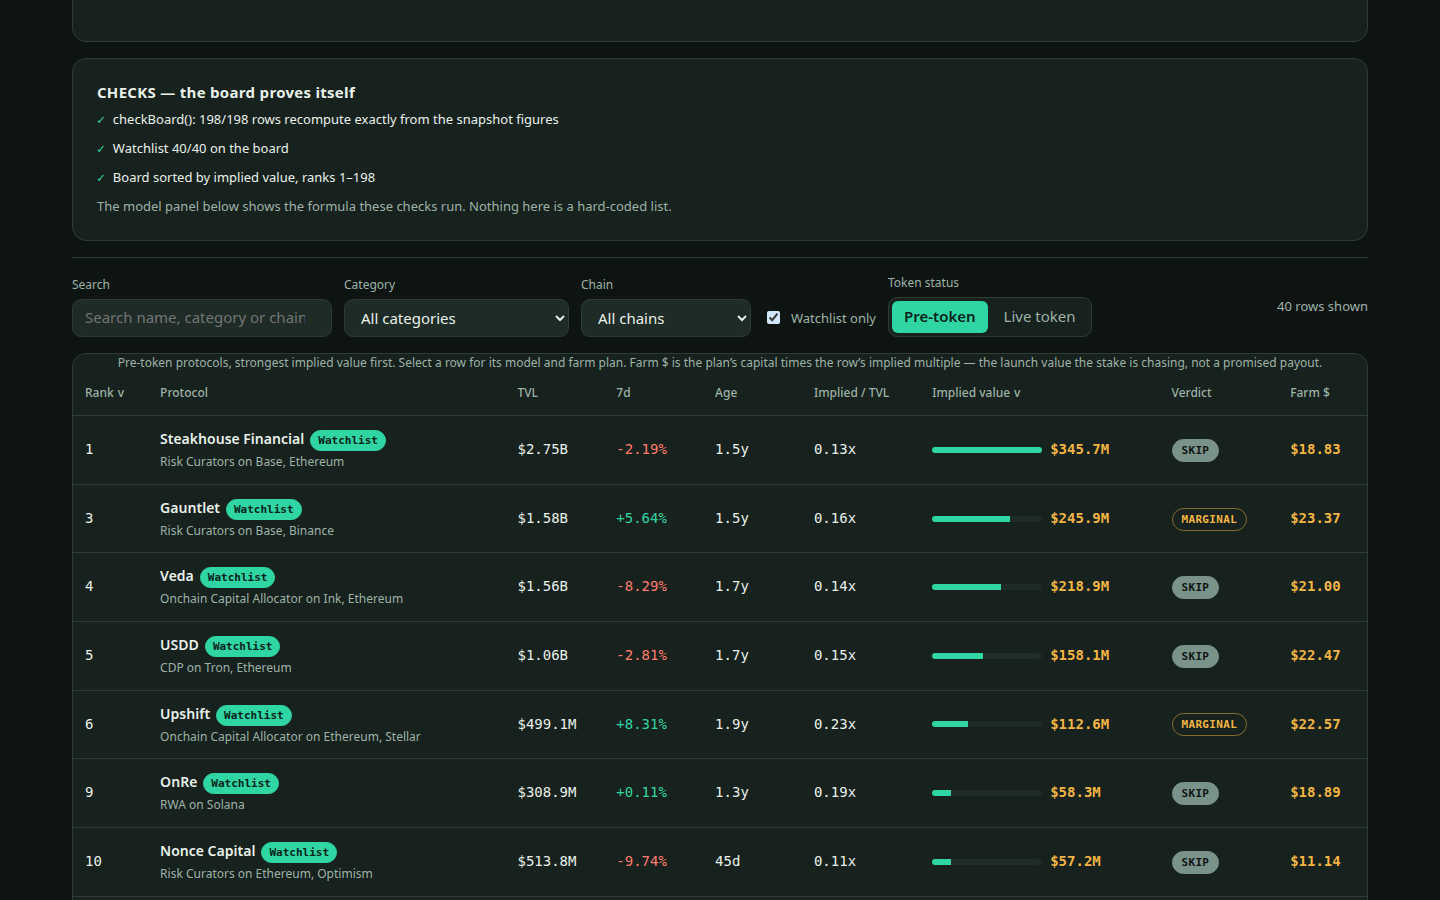 CHECKS — the board proves itself
✓ checkBoard(): 198/198 rows recompute exactly from the snapshot figures
✓ Watchlist 40/40 on the board
✓ Board sorted by implied value, ranks 1–198
The model panel below shows the formula these checks run. Nothing here is a hard-coded list.
Search Category Chain Token status
Search name, category or chain All categories All chains Watchlist only Pre-token Live token 40 rows shown
Pre-token protocols, strongest implied value first. Select a row for its model and farm plan. Farm $ is the plan's capital times the row's implied multiple — the launch value the stake is chasing, not a promised payout.
Rank v Protocol TVL 7d Age Implied / TVL Implied value v Verdict Farm $
1 Steakhouse Financial Watchlist $2.75B -2.19% 1.5y 0.13x $345.7M SKIP $18.83
Risk Curators on Base, Ethereum
3 Gauntlet Watchlist $1.58B +5.64% 1.5y 0.16x $245.9M MARGINAL $23.37
Risk Curators on Base, Binance
4 Veda Watchlist $1.56B -8.29% 1.7y 0.14x $218.9M SKIP $21.00
Onchain Capital Allocator on Ink, Ethereum
5 USDD Watchlist $1.06B -2.81% 1.7y 0.15x $158.1M SKIP $22.47
CDP on Tron, Ethereum
6 Upshift Watchlist $499.1M +8.31% 1.9y 0.23x $112.6M MARGINAL $22.57
Onchain Capital Allocator on Ethereum, Stellar
9 OnRe Watchlist $308.9M +0.11% 1.3y 0.19x $58.3M SKIP $18.89
RWA on Solana
10 Nonce Capital Watchlist $513.8M -9.74% 45d 0.11x $57.2M SKIP $11.14
Risk Curators on Ethereum, Optimism